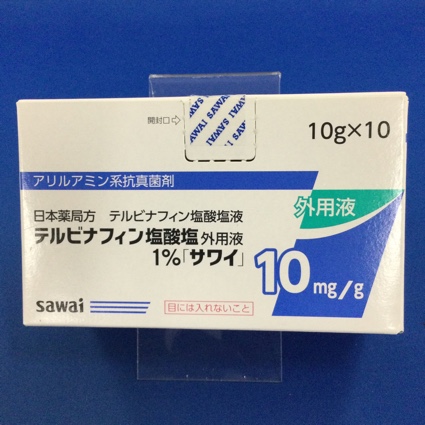 開封口⇨
SAWAI SAWAI SAWAI
10g×10
アリルアミン系抗真菌剤
外用液
日本薬局方 テルビナフィン塩酸塩液
テルビナフィン塩酸塩外用液
1%「サワイ」
10mg/g
sawai
目には入れないこと